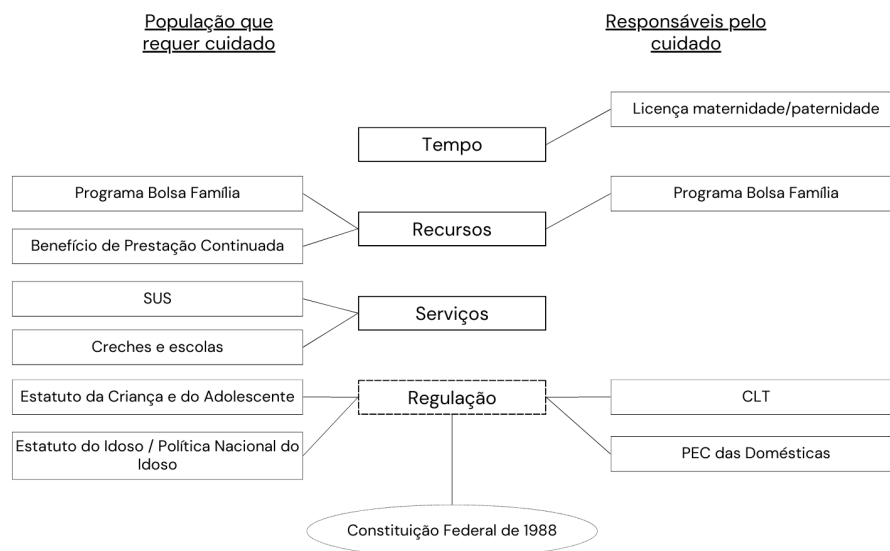 População que
requer cuidado
Responsáveis pelo
cuidado
Licença maternidade/paternidade
Tempo
Programa Bolsa Família
Programa Bolsa Família
Recursos
Benefício de Prestação Continuada
SUS
Serviços
Creches e escolas
Estatuto da Criança e do Adolescente
Regulação
CLT
Estatuto do Idoso / Política Nacional do
Idoso
PEC das Domésticas
Constituição Federal de 1988